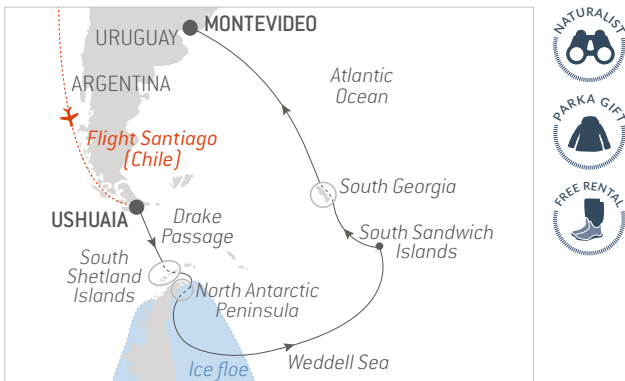 MONTEVIDEO
URUGUAY
ARGENTINA
Atlantic
Ocean
Flight Santiago
(Chile)
South Georgia
USHUAIA
Drake
Passage
South Sandwich
Islands
South
Shetland
Islands
North Antarctic
Peninsula
Weddell Sea
Ice floe
NATURALIST
PARKA GIFT
FREE RENTAL